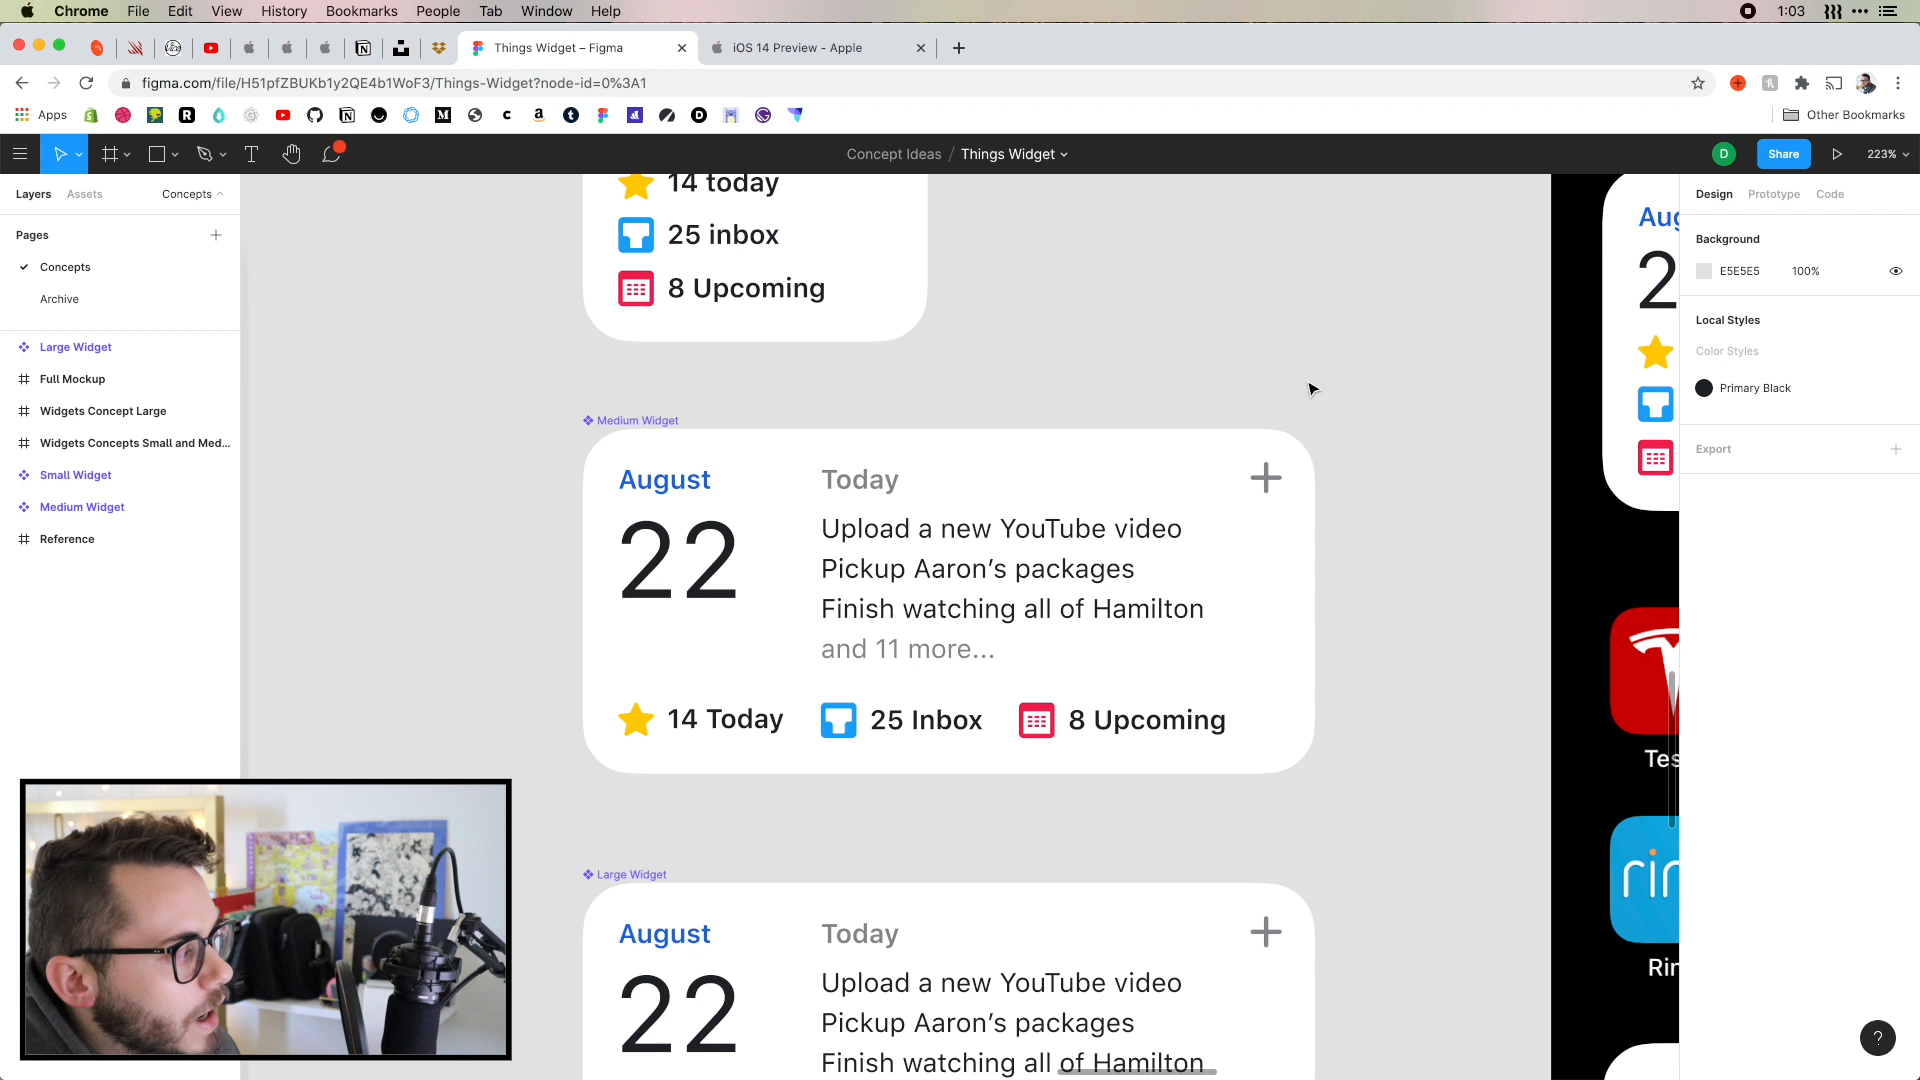 Chrome File Edit View History Bookmarks People Tab Window Help
1:03
Things Widget – Figma
iOS 14 Preview - Apple
figma.com/file/H51pfZBUKb1y2QE4b1WoF3/Things-Widget?node-id=0%3A1
Apps
Other Bookmarks
Concept Ideas / Things Widget
D
Share
223%
Layers Assets Concepts
Pages
Concepts
Archive
Large Widget
Full Mockup
Widgets Concept Large
Widgets Concepts Small and Med...
Small Widget
Medium Widget
Reference
14 today
25 inbox
8 Upcoming
Medium Widget
August Today
22
Upload a new YouTube video
Pickup Aaron’s packages
Finish watching all of Hamilton
and 11 more...
14 Today 25 Inbox 8 Upcoming
Large Widget
August Today
22
Upload a new YouTube video
Pickup Aaron’s packages
Finish watching all of Hamilton
Aug
2
Tes
rin
Rin
Design Prototype Code
Background
E5E5E5 100%
Local Styles
Color Styles
Primary Black
Export
?